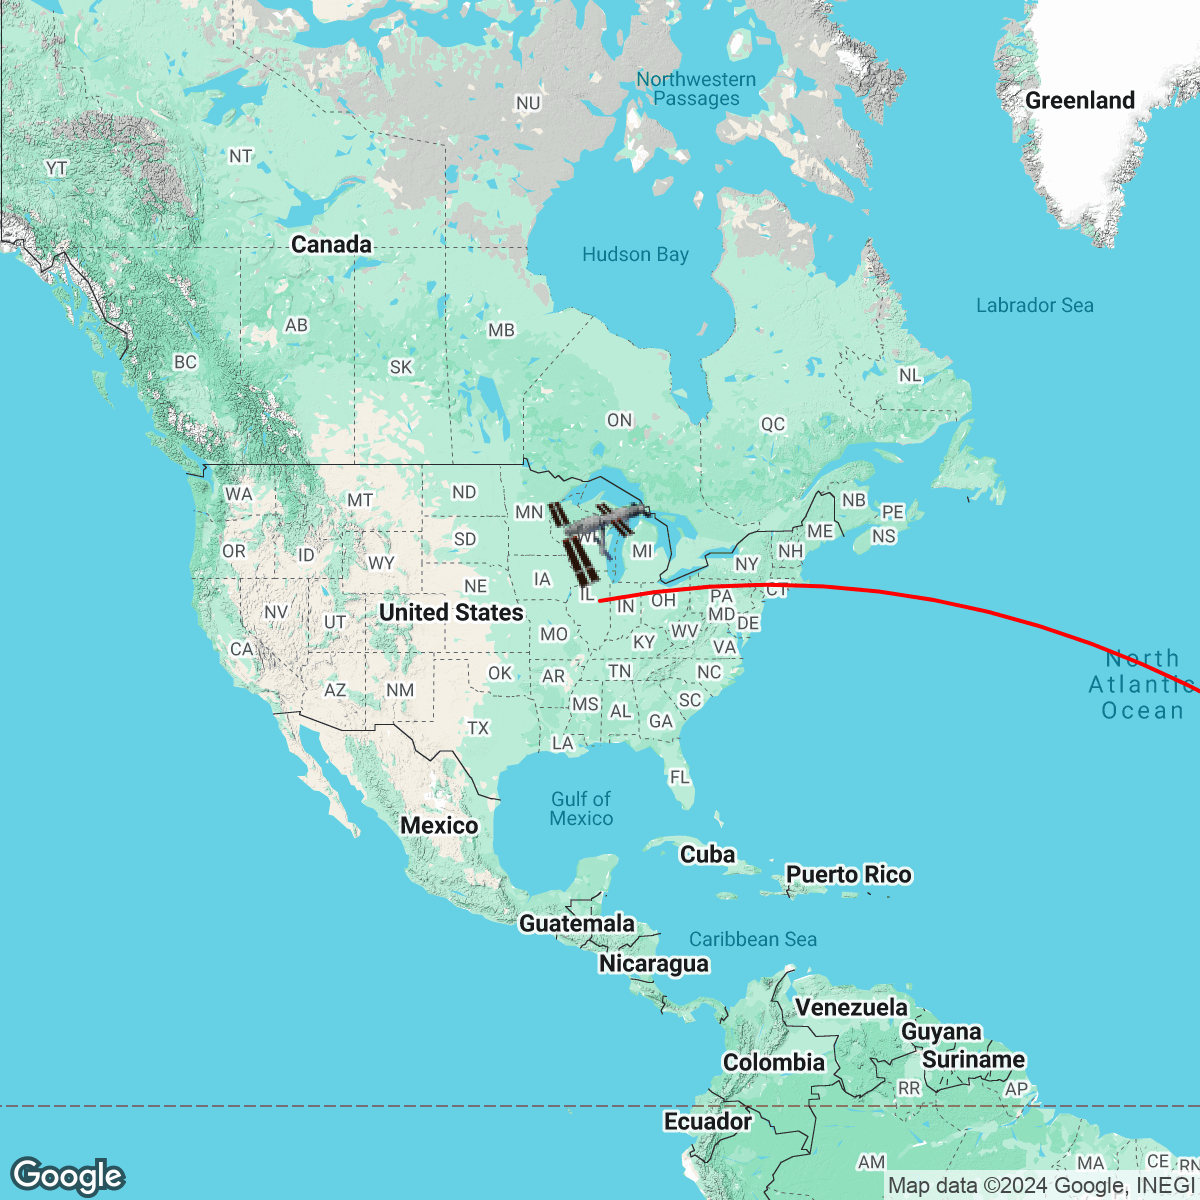 Northwestern
Passages
NU
Greenland
NT
YT
Canada
Hudson Bay
Labrador Sea
AB
MB
BC
SK
NL
ON
QC
WA
MT
ND
MN
NB
PE
ME
NS
OR
ID
WY
SD
WI
MI
NH
NY
NE
IA
IL
IN
OH
PA
CT
NV
UT
United States
MO
KY
WV
MD
DE
VA
CA
AZ
NM
OK
AR
TN
NC
North
Atlantic
Ocean
MS
AL
GA
SC
TX
LA
FL
Gulf of
Mexico
Mexico
Cuba
Puerto Rico
Guatemala
Caribbean Sea
Nicaragua
Venezuela
Guyana
Suriname
Colombia
RR
AP
Ecuador
AM
MA
CE
RN
Google
Map data ©2024 Google, INEGI